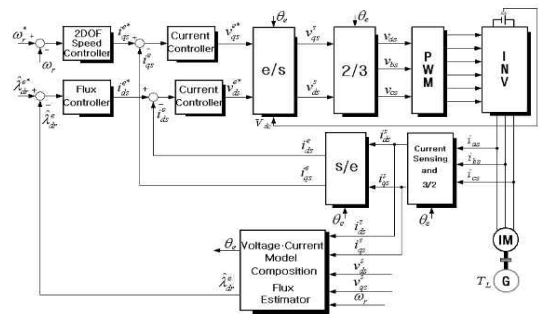 ω_r^* + - ω_r
2DOF Speed Controller
i_qs^e* + - i_qs^e
Current Controller
v_qs^e*
θ_e
e/s
v_qs^s
θ_e
2/3
v_as
v_bs
v_cs
PWM
INV
λ̂_dr^e* + - λ̂_dr^e
Flux Controller
i_ds^e* + - i_ds^e
Current Controller
v_ds^e*
v_ds^s
V_dc
i_ds^e
i_qs^e
s/e
θ_e
i_ds^s
i_qs^s
Current Sensing and 3/2
θ_e
i_as
i_bs
i_cs
θ_e
λ̂_dr^e
Voltage·Current Model Composition Flux Estimator
i_ds^s
i_qs^s
v_ds^s
v_qs^s
ω_r
IM
T_L
G